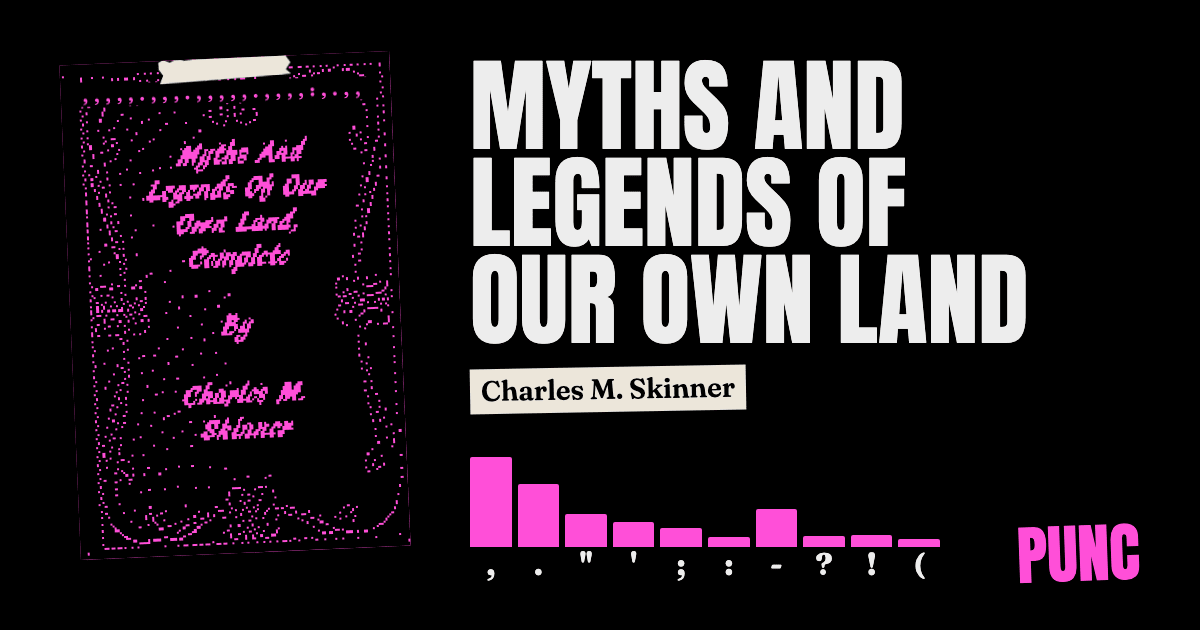 Myths And
Legends Of Our
Own Land,
Complete
By
Charles M.
Skinner
MYTHS AND
LEGENDS OF
OUR OWN LAND
Charles M. Skinner
, . " ' ; : - ? ! (
PUNC